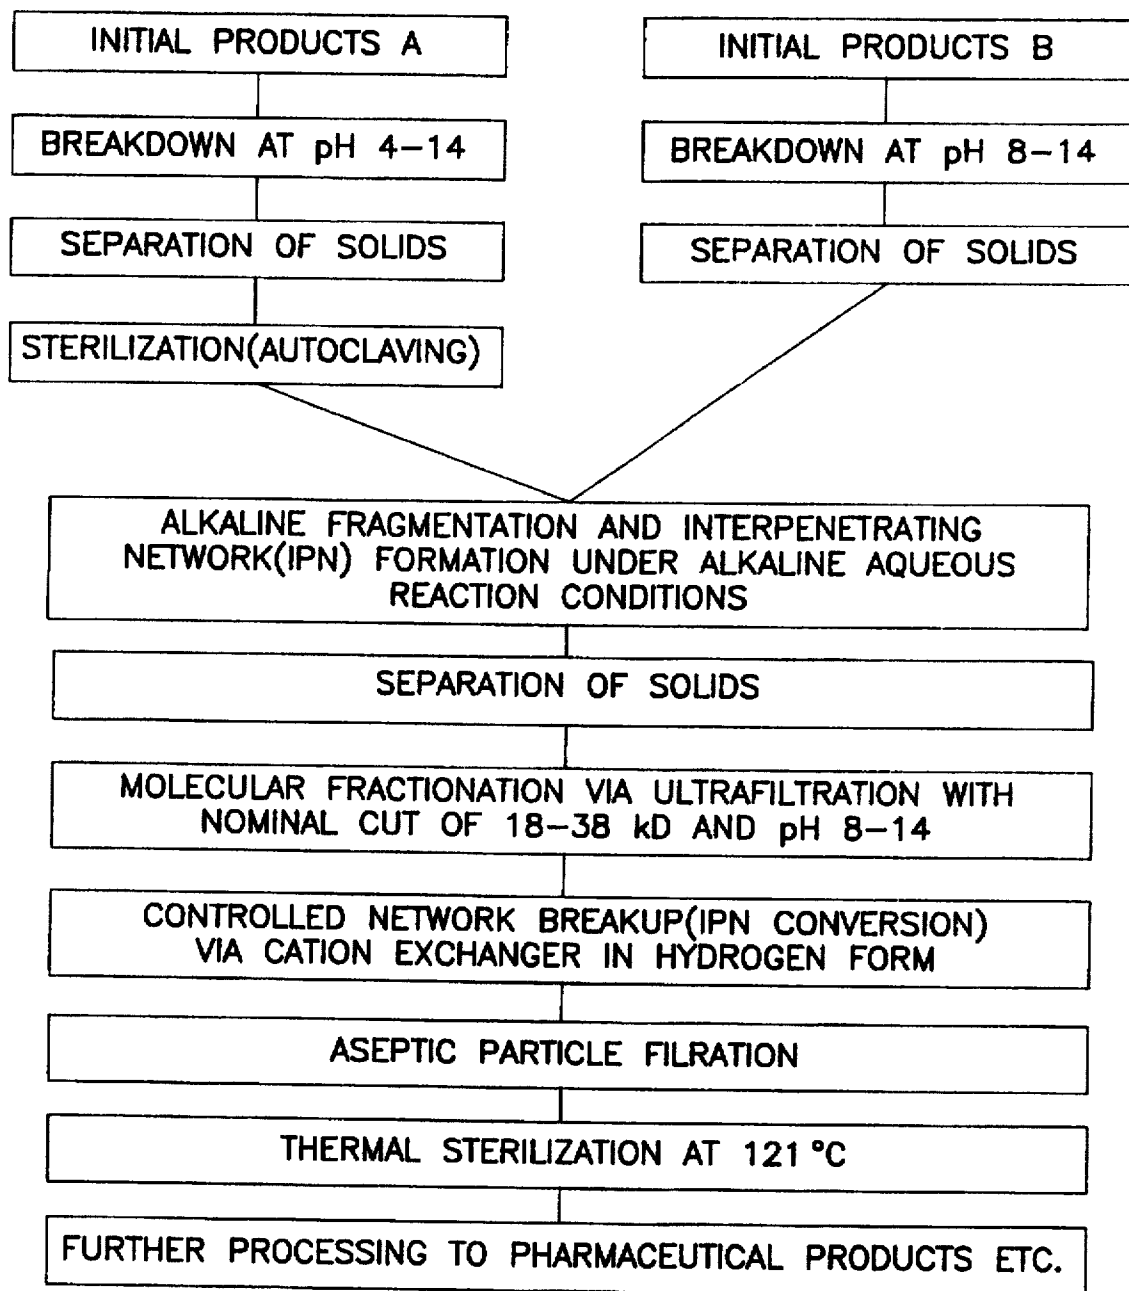 INITIAL PRODUCTS A
BREAKDOWN AT pH 4-14
SEPARATION OF SOLIDS
STERILIZATION(AUTOCLAVING)
INITIAL PRODUCTS B
BREAKDOWN AT pH 8-14
SEPARATION OF SOLIDS
ALKALINE FRAGMENTATION AND INTERPENETRATING
NETWORK(IPN) FORMATION UNDER ALKALINE AQUEOUS
REACTION CONDITIONS
SEPARATION OF SOLIDS
MOLECULAR FRACTIONATION VIA ULTRAFILTRATION WITH
NOMINAL CUT OF 18-38 kD AND pH 8-14
CONTROLLED NETWORK BREAKUP(IPN CONVERSION)
VIA CATION EXCHANGER IN HYDROGEN FORM
ASEPTIC PARTICLE FILRATION
THERMAL STERILIZATION AT 121 °C
FURTHER PROCESSING TO PHARMACEUTICAL PRODUCTS ETC.